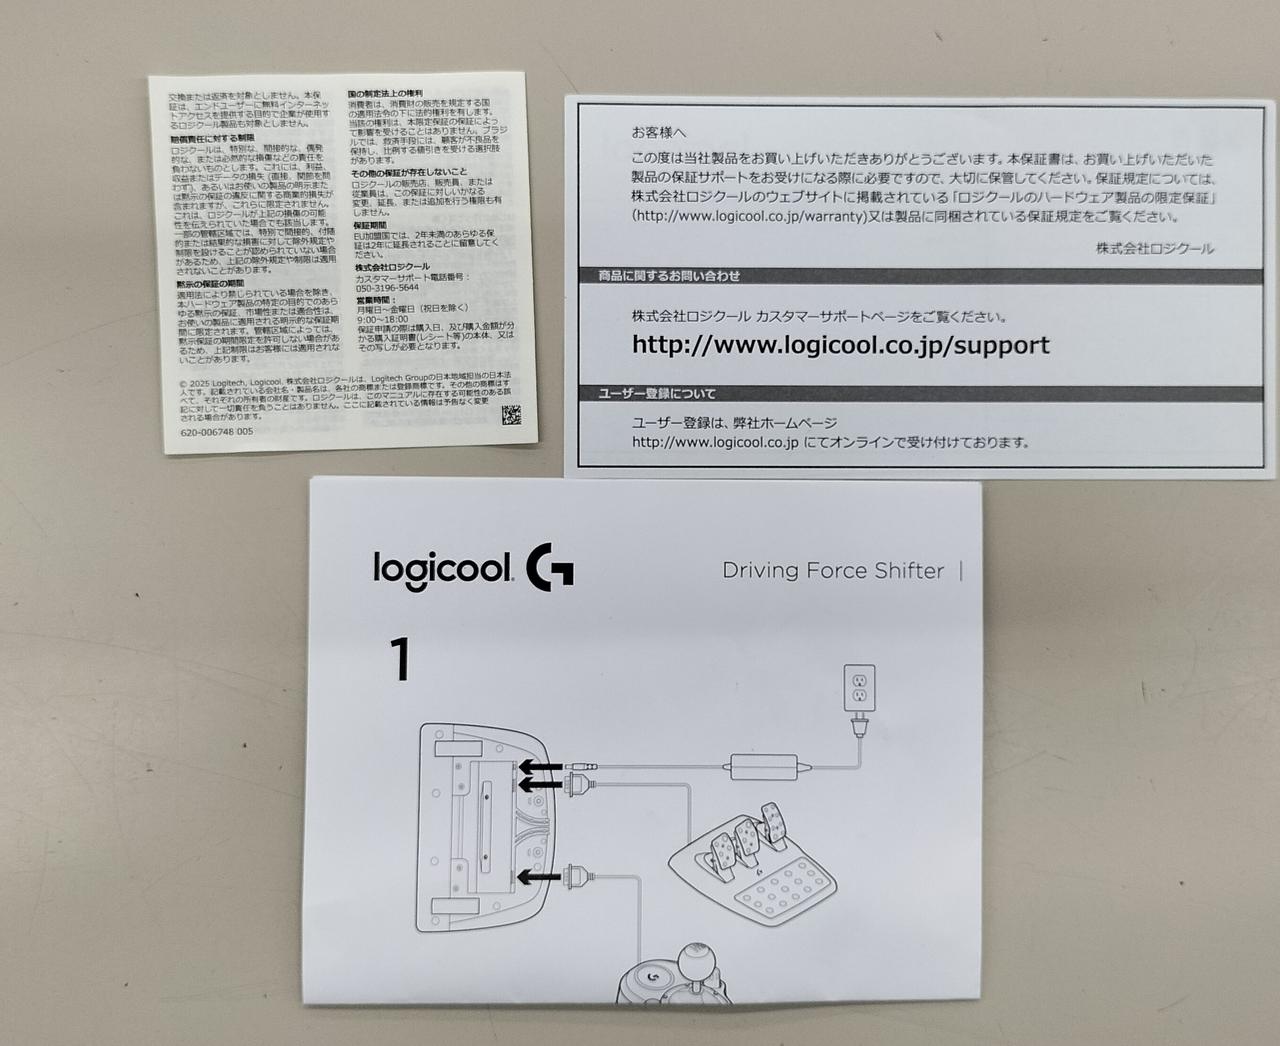 交換または返済を対象としません。本保
証は、エンドユーザーに無料インターネッ
トアクセスを提供する目的で企業が使用す
るロジクール製品も対象としません。
賠償責任に対する制限
ロジクールは、特別な、間接的な、偶発
的な、または必然的な損傷などの責任を
負わないものとします。これには、利益、
収益またはデータの損失 (直接、間節を問
わず)、あるいはお使いの製品の明示また
は黙示の保証の違反に関する商業的損失が
含まれますが、これらに限定されません。
これは、ロジクールが上記の損傷の可能
性を伝えられていた場合でも該当します。
一部の管轄区域では、特別で間接的、付随
的または結果的な損害に対して除外規定や
制限を設けることが認められていない場合
があるため、上記の除外規定や制限は適用
されないことがあります。
黙示の保証の期間
適用法により禁じられている場合を除き、
本ハードウェア製品の特定の目的でのあら
ゆる黙示の保証、市場性または適合性は、
お使いの製品に適用される明示的な保証期
間に限定されます。管轄区域によっては、
黙示保証の期間限定を許可しない場合があ
るため、上記制限はお客様には適用されな
いことがあります。
国の制定法上の権利
消費者は、消費財の販売を規定する国
の適用法令の下に法的権利を有します。
当該の権利は、本限定保証の保証によっ
て影響を受けることはありません。ブラジ
ルでは、救済手段には、顧客が不良品を
保持し、比例する値引きを受ける選択肢
があります。
その他の保証が存在しないこと
ロジクールの販売店、販売員、または
従業員は、この保証に対しいかなる
変更、延長、または追加を行う権限も有
しません。
保証期間
EU加盟国では、2年未満のあらゆる保
証は2年に延長されることに留意してく
ださい。
株式会社ロジクール
カスタマーサポート電話番号：
050-3196-5644
営業時間：
月曜日～金曜日（祝日を除く）
9:00～18:00
保証申請の際は購入日、及び購入金額が分
かる購入証明書(レシート等)の本体、又は
その写しが必要となります。
© 2025 Logitech, Logicool. 株式会社ロジクールは、Logitech Groupの日本地域担当の日本法
人です。記載されている会社名・製品名は、各社の商標または登録商標です。その他の商標はす
べて、それぞれの所有者の財産です。ロジクールは、このマニュアルに存在する可能性のある誤
記に対して一切責任を負うことはありません。ここに記載されている情報は予告なく変更
される場合があります。
620-006748 005
お客様へ
この度は当社製品をお買い上げいただきありがとうございます。本保証書は、お買い上げいただいた
製品の保証サポートをお受けになる際に必要ですので、大切に保管してください。保証規定については、
株式会社ロジクールのウェブサイトに掲載されている「ロジクールのハードウェア製品の限定保証」
(http://www.logicool.co.jp/warranty)又は製品に同梱されている保証規定をご覧ください。
株式会社ロジクール
商品に関するお問い合わせ
株式会社ロジクール カスタマーサポートページをご覧ください。
http://www.logicool.co.jp/support
ユーザー登録について
ユーザー登録は、弊社ホームページ
http://www.logicool.co.jp にてオンラインで受け付けております。
logicool G
Driving Force Shifter |
1